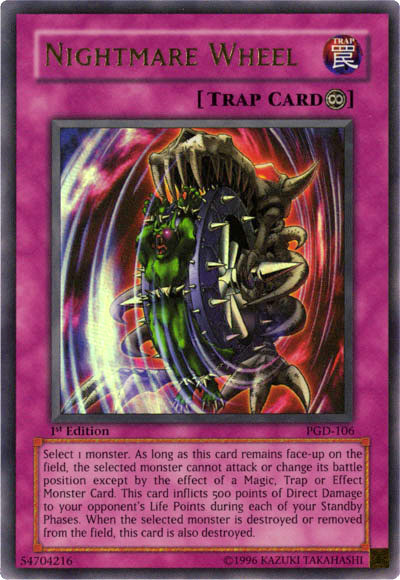 NIGHTMARE WHEEL
TRAP
罠
[TRAP CARD∞]
1st Edition
PGD-106
Select 1 monster. As long as this card remains face-up on the
field, the selected monster cannot attack or change its battle
position except by the effect of a Magic, Trap or Effect
Monster Card. This card inflicts 500 points of Direct Damage
to your opponent's Life Points during each of your Standby
Phases. When the selected monster is destroyed or removed
from the field, this card is also destroyed.
54704216
©1996 KAZUKI TAKAHASHI